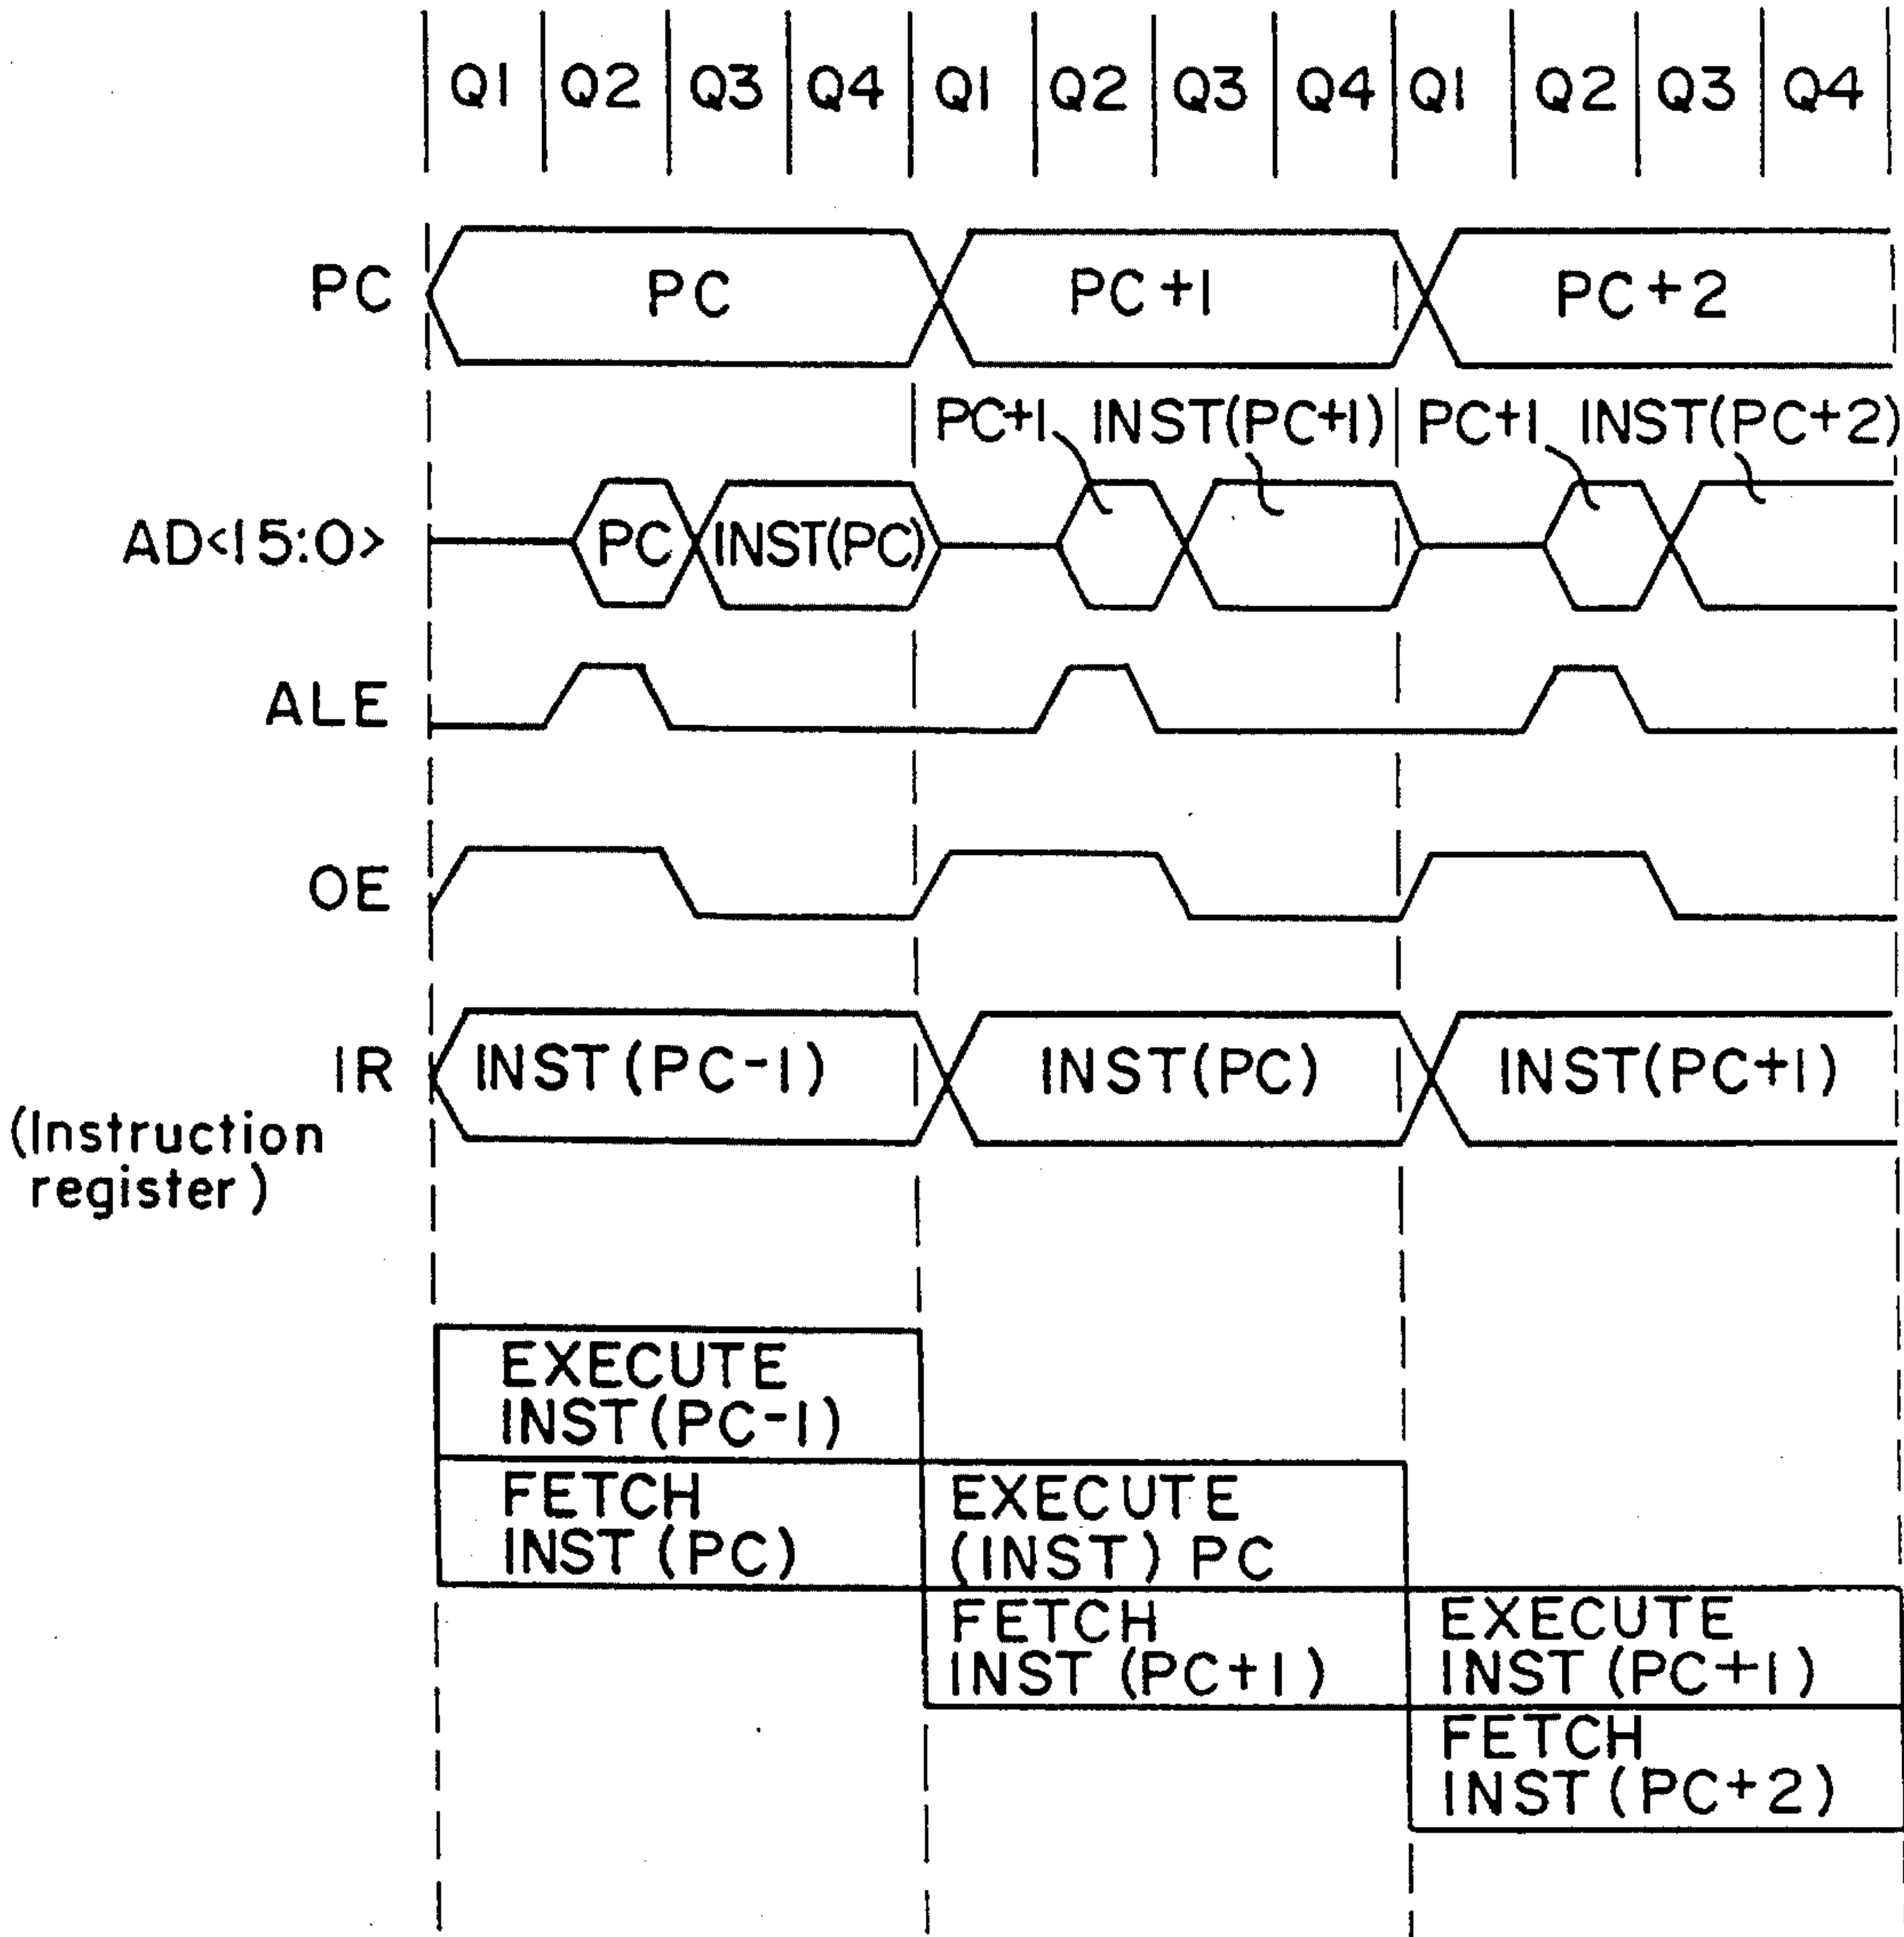 Q1 Q2 Q3 Q4 Q1 Q2 Q3 Q4 Q1 Q2 Q3 Q4
PC PC PC+1 PC+2
PC+1 INST(PC+1) PC+1 INST(PC+2)
AD<15:0> PC INST(PC)
ALE
OE
IR INST(PC-1) INST(PC) INST(PC+1)
(Instruction
register)
EXECUTE
INST(PC-1)
FETCH
INST(PC)
EXECUTE
(INST) PC
FETCH
INST(PC+1)
EXECUTE
INST(PC+1)
FETCH
INST(PC+2)